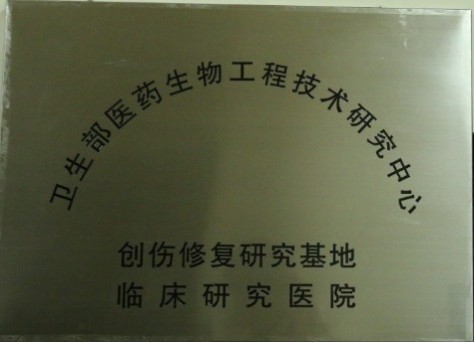 卫生部医药生物工程技术研究中心
创伤修复研究基地
临床研究医院